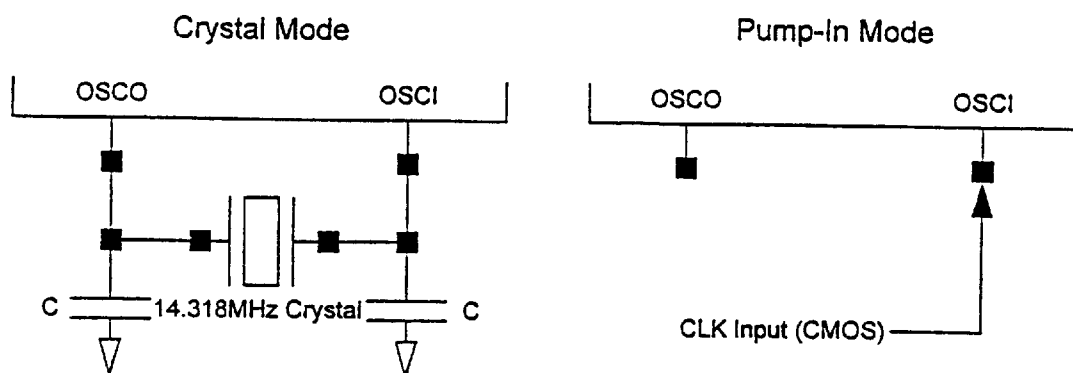 Crystal Mode
OSCO OSCI
C 14.318MHz Crystal C
Pump-In Mode
OSCO OSCI
CLK Input (CMOS)